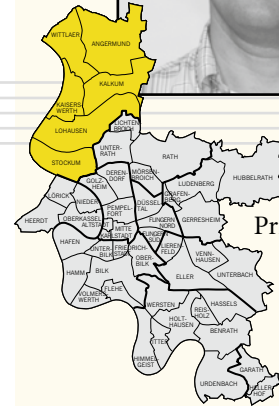 WITTLAER
ANGERMUND
KALKUM
KAISERS-
WERTH
LOHAUSEN
STOCKUM
LICHTEN
BROICH
UNTER-
RATH
RATH
HUBBELRATH
GOLZ-
HEIM
DEREN-
DORF
MÖRSEN-
BROICH
LUDENBERG
GRAFEN-
BERG
LÖRICK
NIEDER
PEMPEL-
FORT
DÜSSEL-
TAL
HEERDT
OBERKASSEL
ALTSTADT
FLINGERN
NORD
GERRESHEIM
Pr
HAFEN
MITTE
KARLSTADT
FLINGERN
SÜD
UNTER-
BILK
FRIEDRICH-
STADT
OBER-
BILK
LIEREN-
FELD
VENN-
HAUSEN
HAMM
BILK
ELLER
UNTERBACH
VOLMERS-
WERTH
FLEHE
WERSTEN
HASSELS
HOLT-
HAUSEN
REIS-
HOLZ
BENRATH
ITTER
HIMMEL-
GEIST
GARATH
URDENBACH
HELLER-
HOF